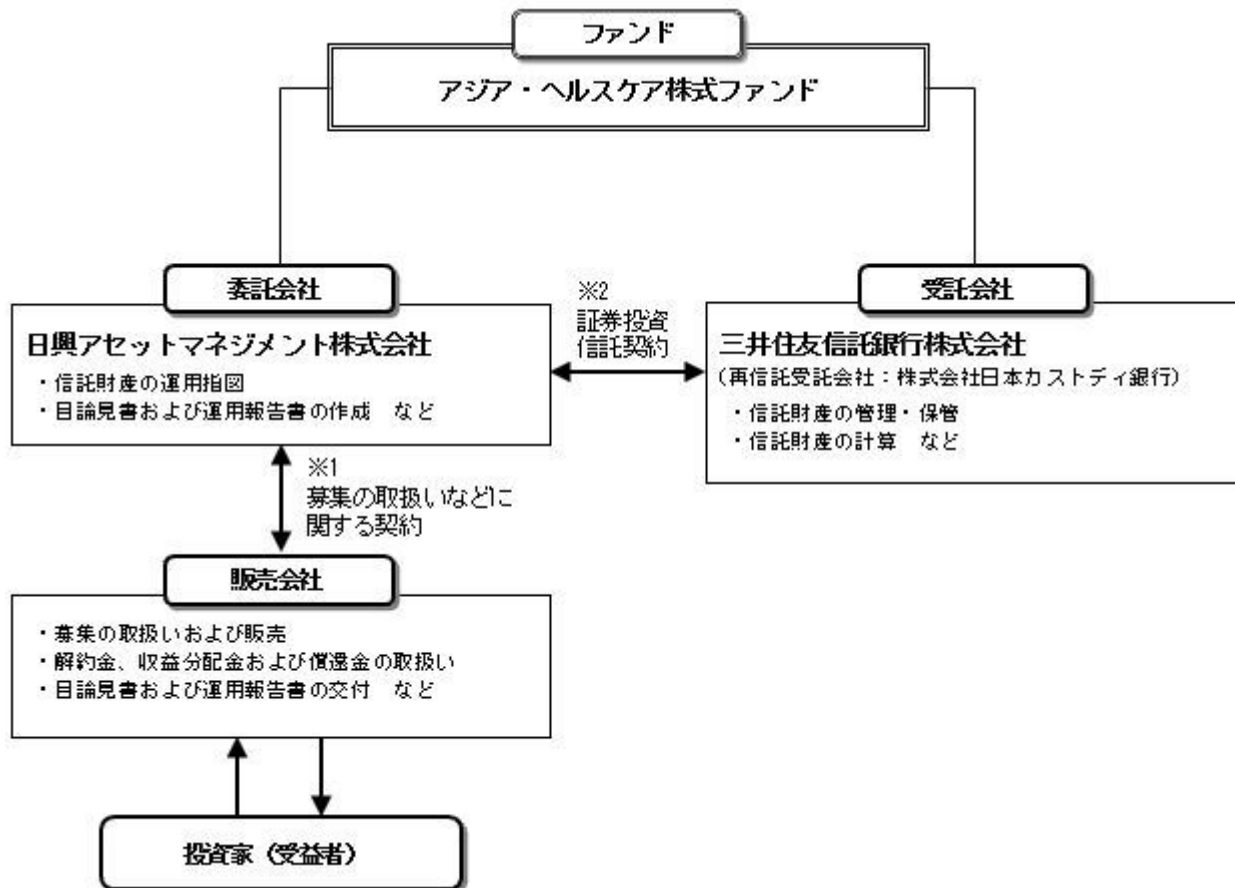 ファンド
アジア・ヘルスケア株式ファンド
委託会社
日興アセットマネジメント株式会社
・信託財産の運用指図
・目論見書および運用報告書の作成　など
※2
証券投資
信託契約
受託会社
三井住友信託銀行株式会社
(再信託受託会社：株式会社日本カストディ銀行)
・信託財産の管理・保管
・信託財産の計算　など
※1
募集の取扱いなどに
関する契約
販売会社
・募集の取扱いおよび販売
・解約金、収益分配金および償還金の取扱い
・目論見書および運用報告書の交付　など
投資家（受益者）